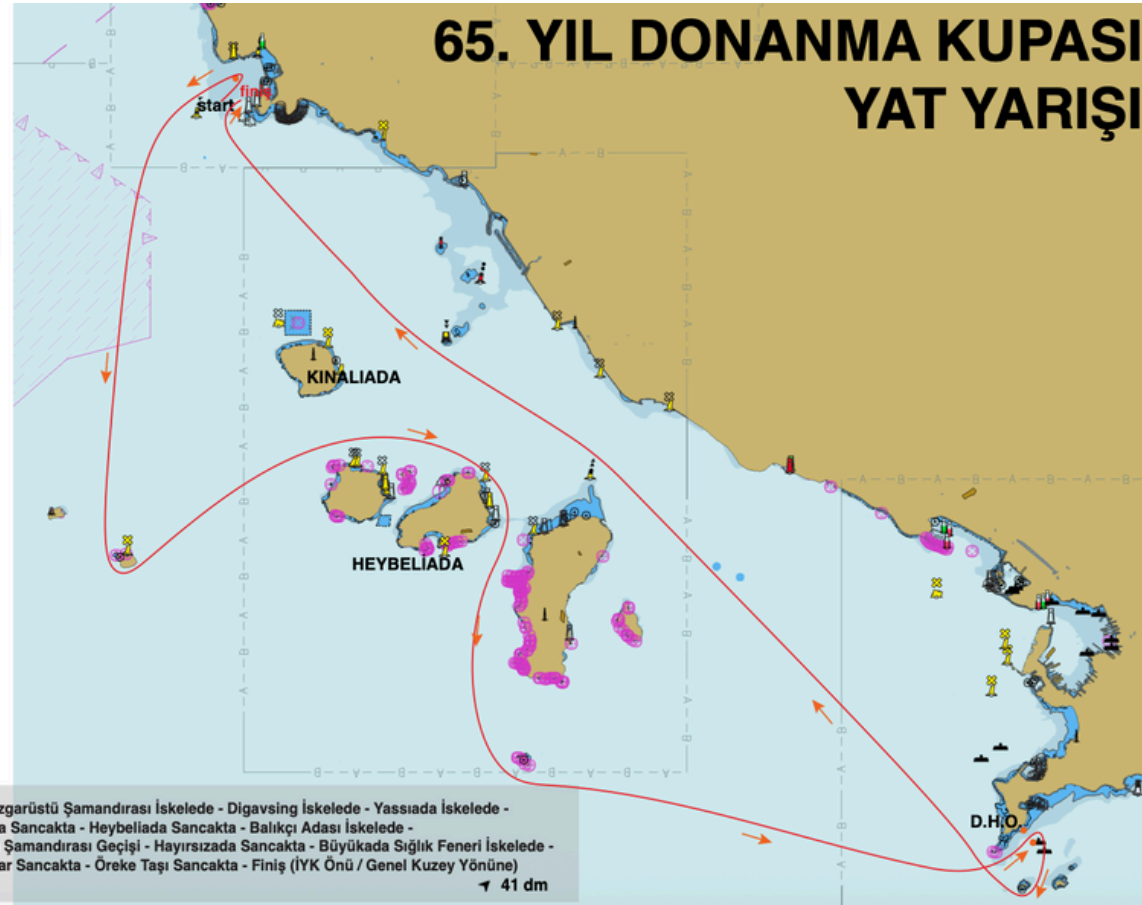 65. YIL DONANMA KUPASI
YAT YARIŞI
start
finiş
D
KINALIADA
HEYBELİADA
D.H.O.
zgarüstü Şamandırası İskelede - Digavsing İskelede - Yassıada İskelede -
a Sancakta - Heybeliada Sancakta - Balıkçı Adası İskelede -
Şamandırası Geçişi - Hayırsızada Sancakta - Büyükada Sığlık Feneri İskelede -
ar Sancakta - Öreke Taşı Sancakta - Finiş (İYK Önü / Genel Kuzey Yönüne)
41 dm